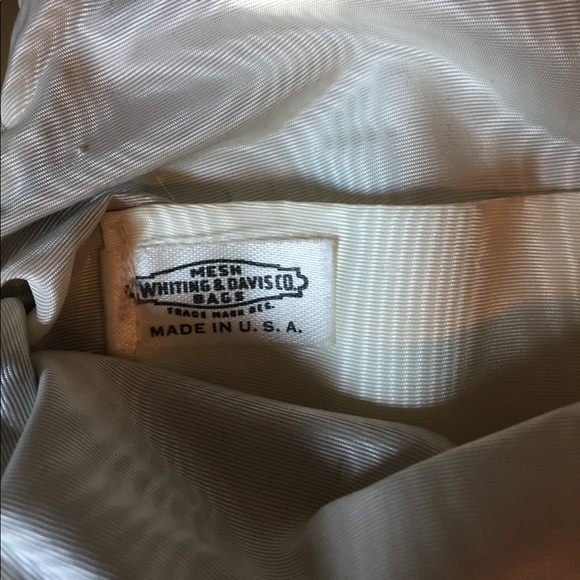 MESH
WHITING & DAVIS CO.
BAGS
TRADE MARK REG.
MADE IN U. S. A.